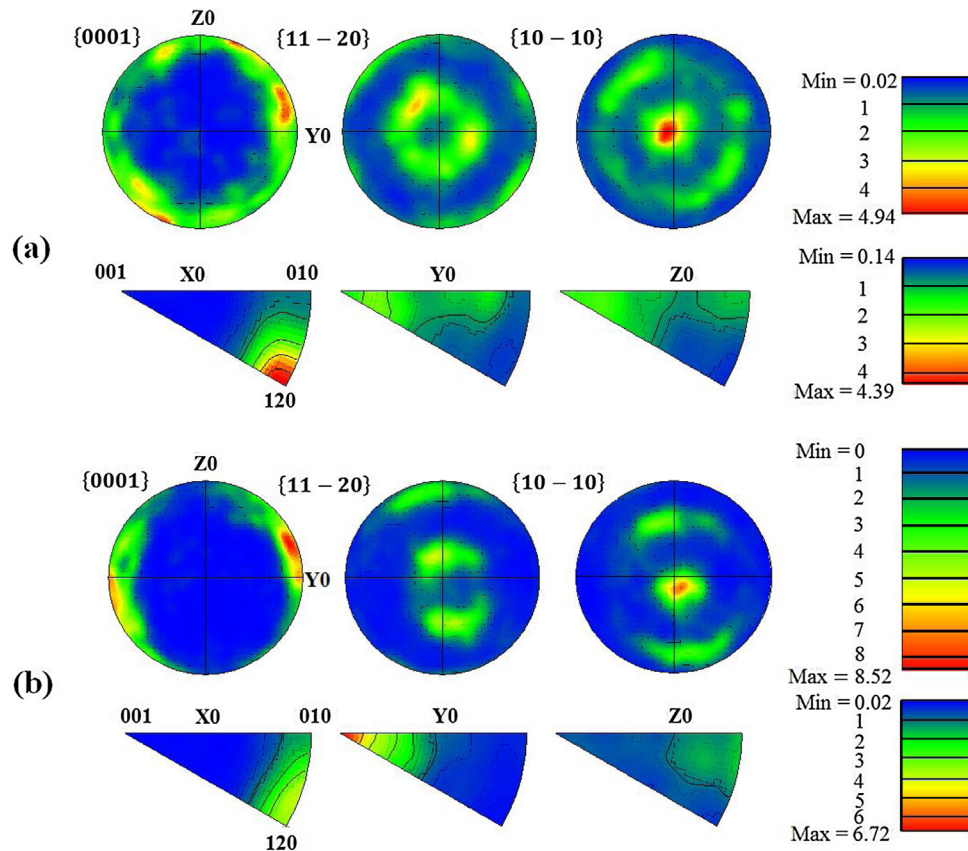 Z0
{0001}
{11 − 20}
{10 − 10}
Y0
Min = 0.02
1
2
3
4
Max = 4.94
(a)
001
X0
010
120
Y0
Z0
Min = 0.14
1
2
3
4
Max = 4.39
Z0
{0001}
{11 − 20}
{10 − 10}
Y0
Min = 0
1
2
3
4
5
6
7
8
Max = 8.52
(b)
001
X0
010
120
Y0
Z0
Min = 0.02
1
2
3
4
5
6
Max = 6.72